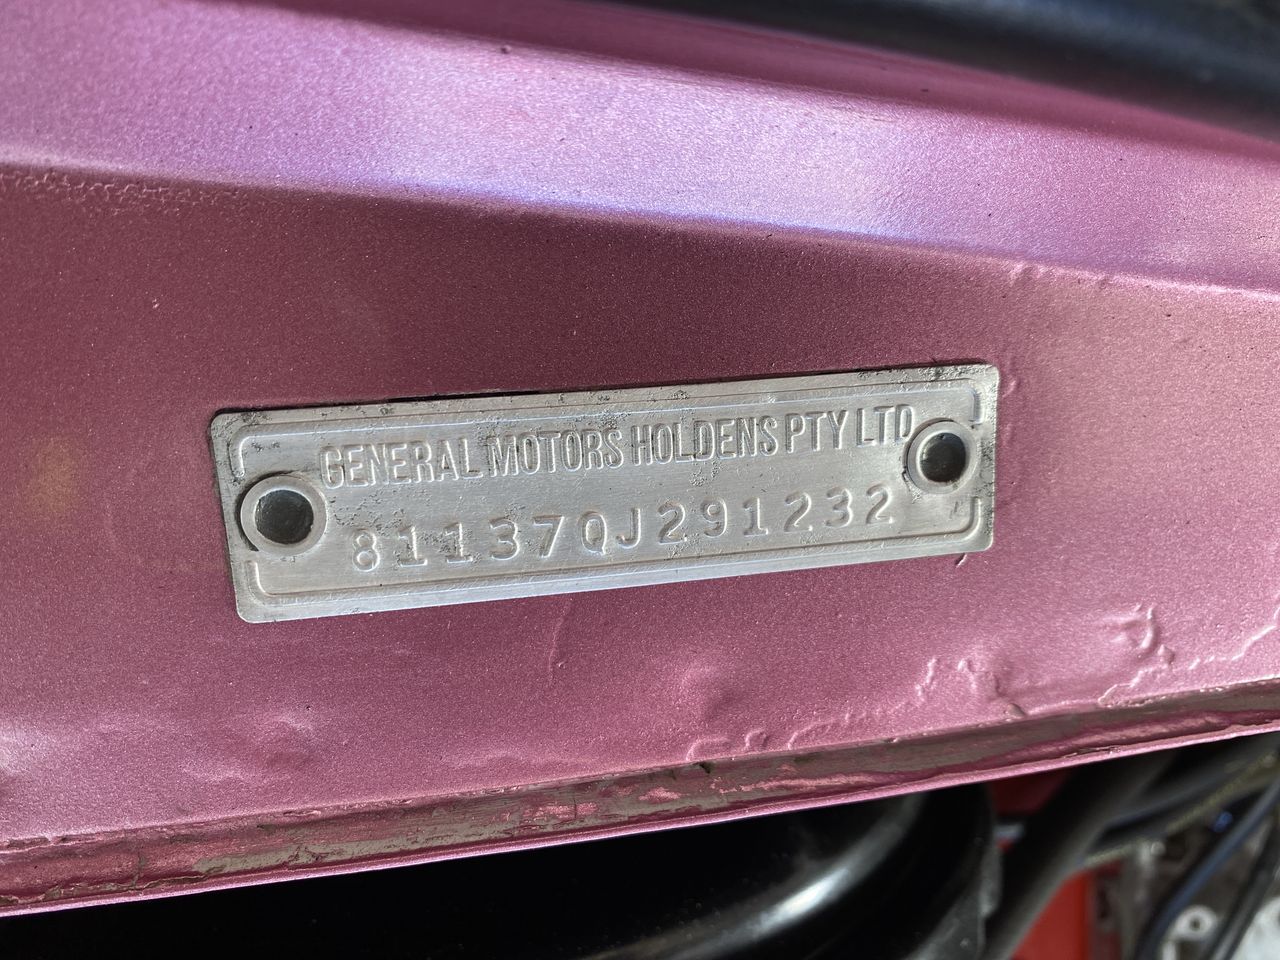 GENERAL MOTORS HOLDENS PTY LTD
81137QJ291232